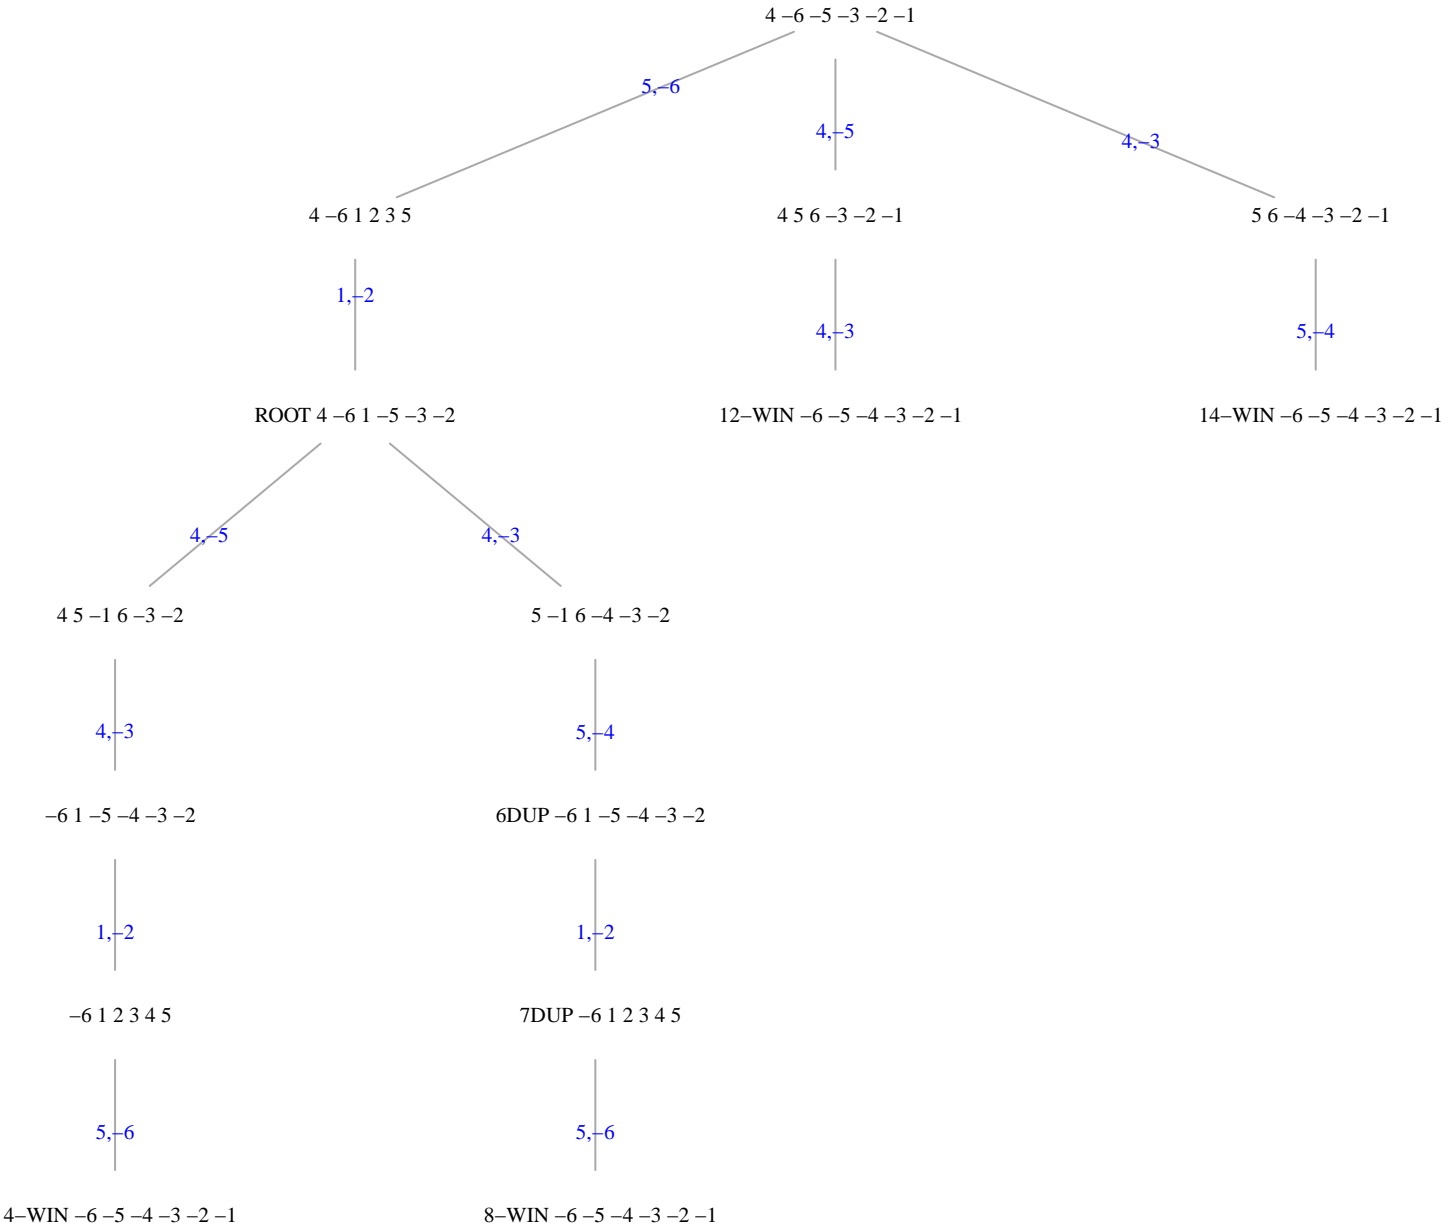 4 –6 –5 –3 –2 –1
5,–6
4,–5
4,–3
4 –6 1 2 3 5
4 5 6 –3 –2 –1
5 6 –4 –3 –2 –1
1,–2
4,–3
5,–4
ROOT 4 –6 1 –5 –3 –2
12–WIN –6 –5 –4 –3 –2 –1
14–WIN –6 –5 –4 –3 –2 –1
4,–5
4,–3
4 5 –1 6 –3 –2
5 –1 6 –4 –3 –2
4,–3
5,–4
–6 1 –5 –4 –3 –2
6DUP –6 1 –5 –4 –3 –2
1,–2
1,–2
–6 1 2 3 4 5
7DUP –6 1 2 3 4 5
5,–6
5,–6
4–WIN –6 –5 –4 –3 –2 –1
8–WIN –6 –5 –4 –3 –2 –1